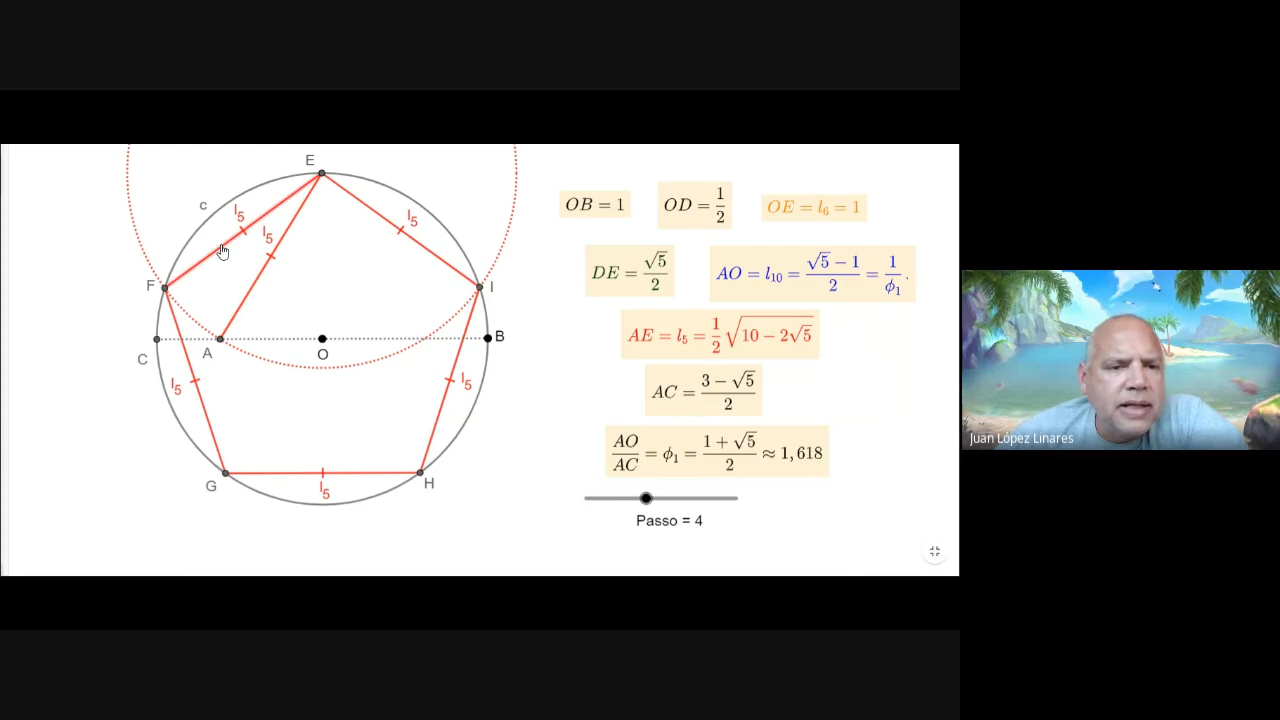 E
c
l5
l5
l5
F
I
C
A
O
B
l5
l5
G
l5
H
OB = 1
OD = 1/2
OE = l6 = 1
DE = √5/2
AO = l10 = (√5 − 1)/2 = 1/ϕ1.
AE = l5 = 1/2 √(10 − 2√5)
AC = (3 − √5)/2
AO/AC = ϕ1 = (1 + √5)/2 ≈ 1,618
Passo = 4
Juan López Linares